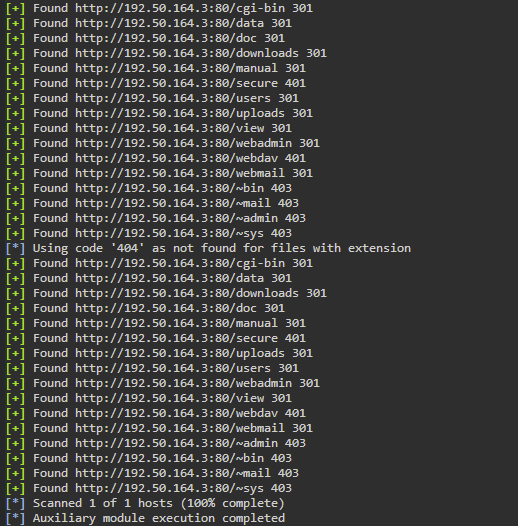 [+] Found http://192.50.164.3:80/cgi-bin 301
[+] Found http://192.50.164.3:80/data 301
[+] Found http://192.50.164.3:80/doc 301
[+] Found http://192.50.164.3:80/downloads 301
[+] Found http://192.50.164.3:80/manual 301
[+] Found http://192.50.164.3:80/secure 401
[+] Found http://192.50.164.3:80/users 301
[+] Found http://192.50.164.3:80/uploads 301
[+] Found http://192.50.164.3:80/view 301
[+] Found http://192.50.164.3:80/webadmin 301
[+] Found http://192.50.164.3:80/webdav 401
[+] Found http://192.50.164.3:80/webmail 301
[+] Found http://192.50.164.3:80/~bin 403
[+] Found http://192.50.164.3:80/~mail 403
[+] Found http://192.50.164.3:80/~admin 403
[+] Found http://192.50.164.3:80/~sys 403
[*] Using code '404' as not found for files with extension
[+] Found http://192.50.164.3:80/cgi-bin 301
[+] Found http://192.50.164.3:80/data 301
[+] Found http://192.50.164.3:80/downloads 301
[+] Found http://192.50.164.3:80/doc 301
[+] Found http://192.50.164.3:80/manual 301
[+] Found http://192.50.164.3:80/secure 401
[+] Found http://192.50.164.3:80/uploads 301
[+] Found http://192.50.164.3:80/users 301
[+] Found http://192.50.164.3:80/webadmin 301
[+] Found http://192.50.164.3:80/view 301
[+] Found http://192.50.164.3:80/webdav 401
[+] Found http://192.50.164.3:80/webmail 301
[+] Found http://192.50.164.3:80/~admin 403
[+] Found http://192.50.164.3:80/~bin 403
[+] Found http://192.50.164.3:80/~mail 403
[+] Found http://192.50.164.3:80/~sys 403
[*] Scanned 1 of 1 hosts (100% complete)
[*] Auxiliary module execution completed